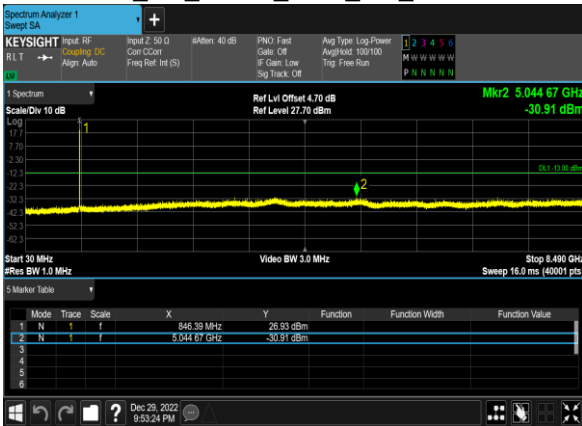 Spectrum Analyzer 1
Swept SA
+
KEYSIGHT Input: RF Input Z: 50 Ω #Atten: 40 dB PNO: Fast Avg Type: Log-Power 1 2 3 4 5 6
RLT Coupling: DC Corr CCorr Gate: Off Avg|Hold: 100/100 M W W W W W
Align: Auto Freq Ref: Int (S) IF Gain: Low Trig: Free Run
LU Sig Track: Off P N N N N N
1 Spectrum
Ref Lvl Offset 4.70 dB Mkr2 5.044 67 GHz
Scale/Div 10 dB Ref Level 27.70 dBm -30.91 dBm
Log
17.7
7.70
-2.30
-12.3
-22.3
-32.3
-42.3
-52.3
-62.3
1
DL1 -13.00 dBm
2
Start 30 MHz Video BW 3.0 MHz Stop 8.490 GHz
#Res BW 1.0 MHz Sweep 16.0 ms (40001 pts)
5 Marker Table
Mode Trace Scale X Y Function Function Width Function Value
1 N 1 f 846.39 MHz 26.93 dBm
2 N 1 f 5.044 67 GHz -30.91 dBm
3
4
5
6
? Dec 29, 2022
9:53:24 PM